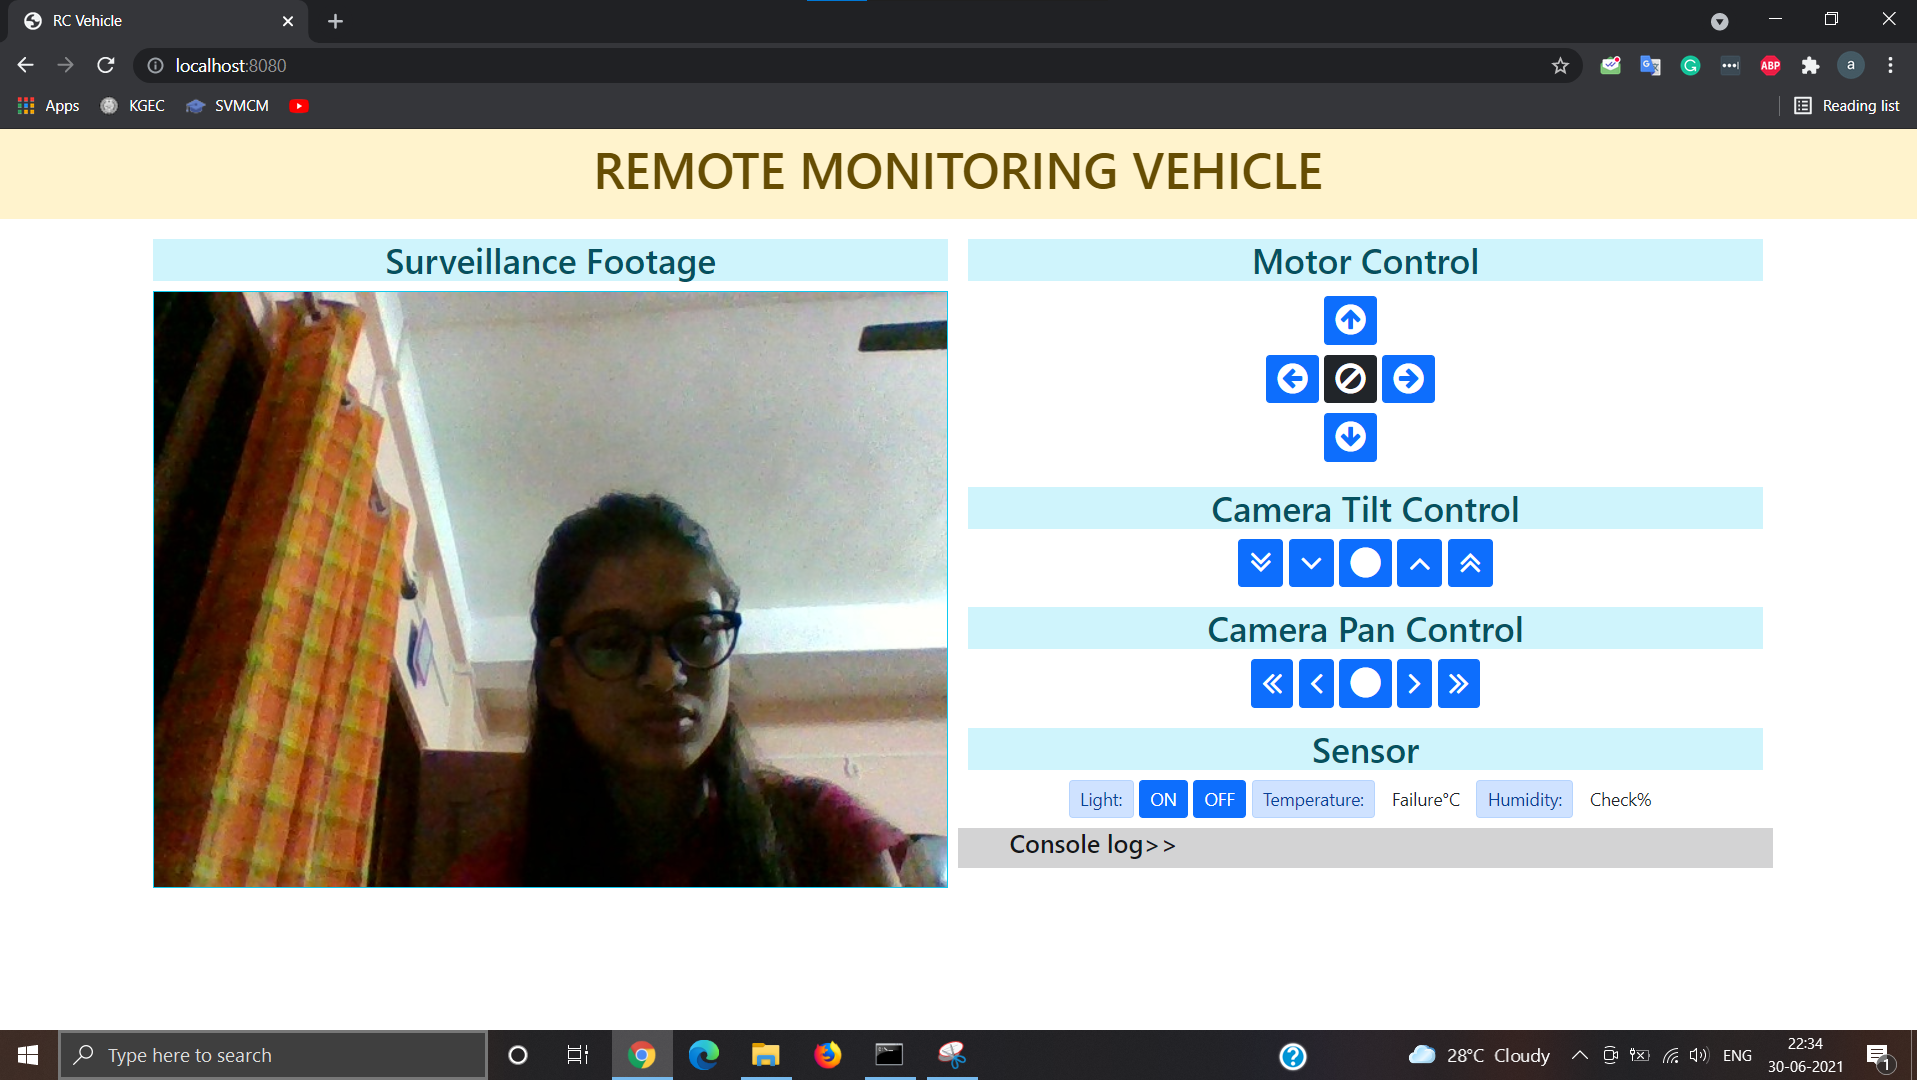 RC Vehicle
localhost:8080
ABP
a
Apps
KGEC
SVMCM
Reading list
REMOTE MONITORING VEHICLE
Surveillance Footage
Motor Control
Camera Tilt Control
Camera Pan Control
Sensor
Light: ON OFF Temperature: Failure°C Humidity: Check%
Console log>>
Type here to search
28°C Cloudy
ENG
22:34
30-06-2021
1